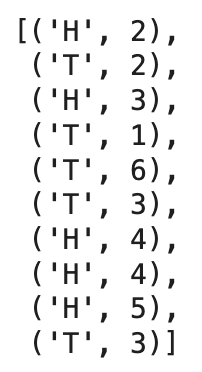 [('H', 2),
('T', 2),
('H', 3),
('T', 1),
('T', 6),
('T', 3),
('H', 4),
('H', 4),
('H', 5),
('T', 3)]